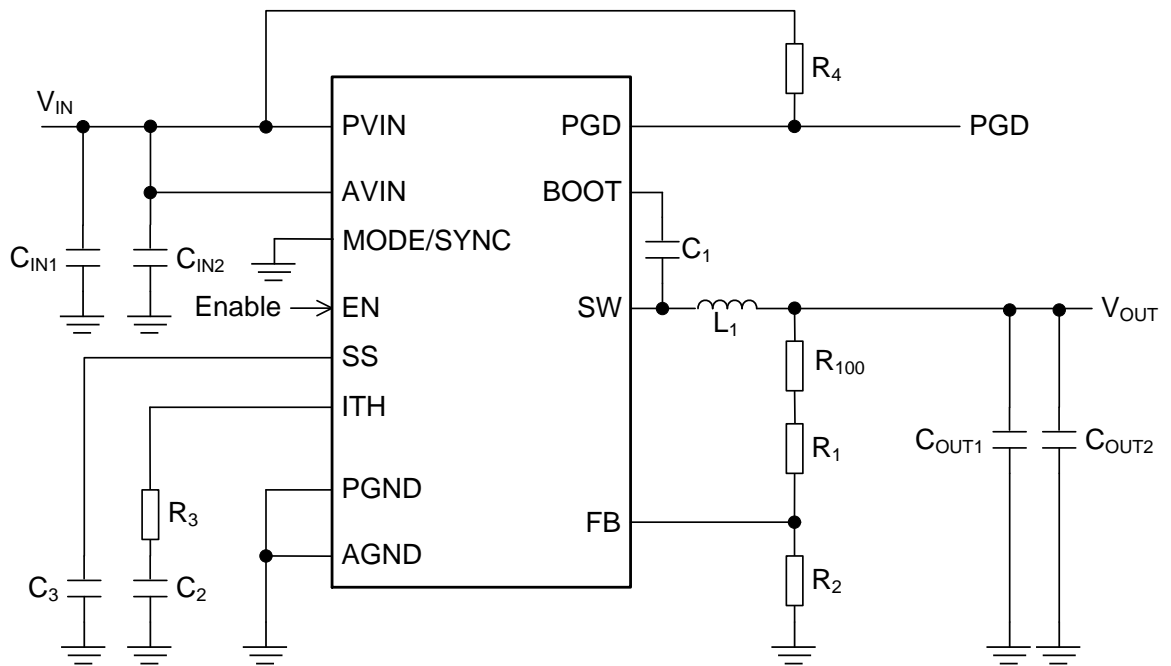 R4
VIN
PVIN
PGD
PGD
AVIN
BOOT
MODE/SYNC
C1
CIN1
CIN2
Enable
EN
SW
L1
VOUT
SS
R100
ITH
R1
COUT1
COUT2
PGND
R3
FB
AGND
C3
C2
R2